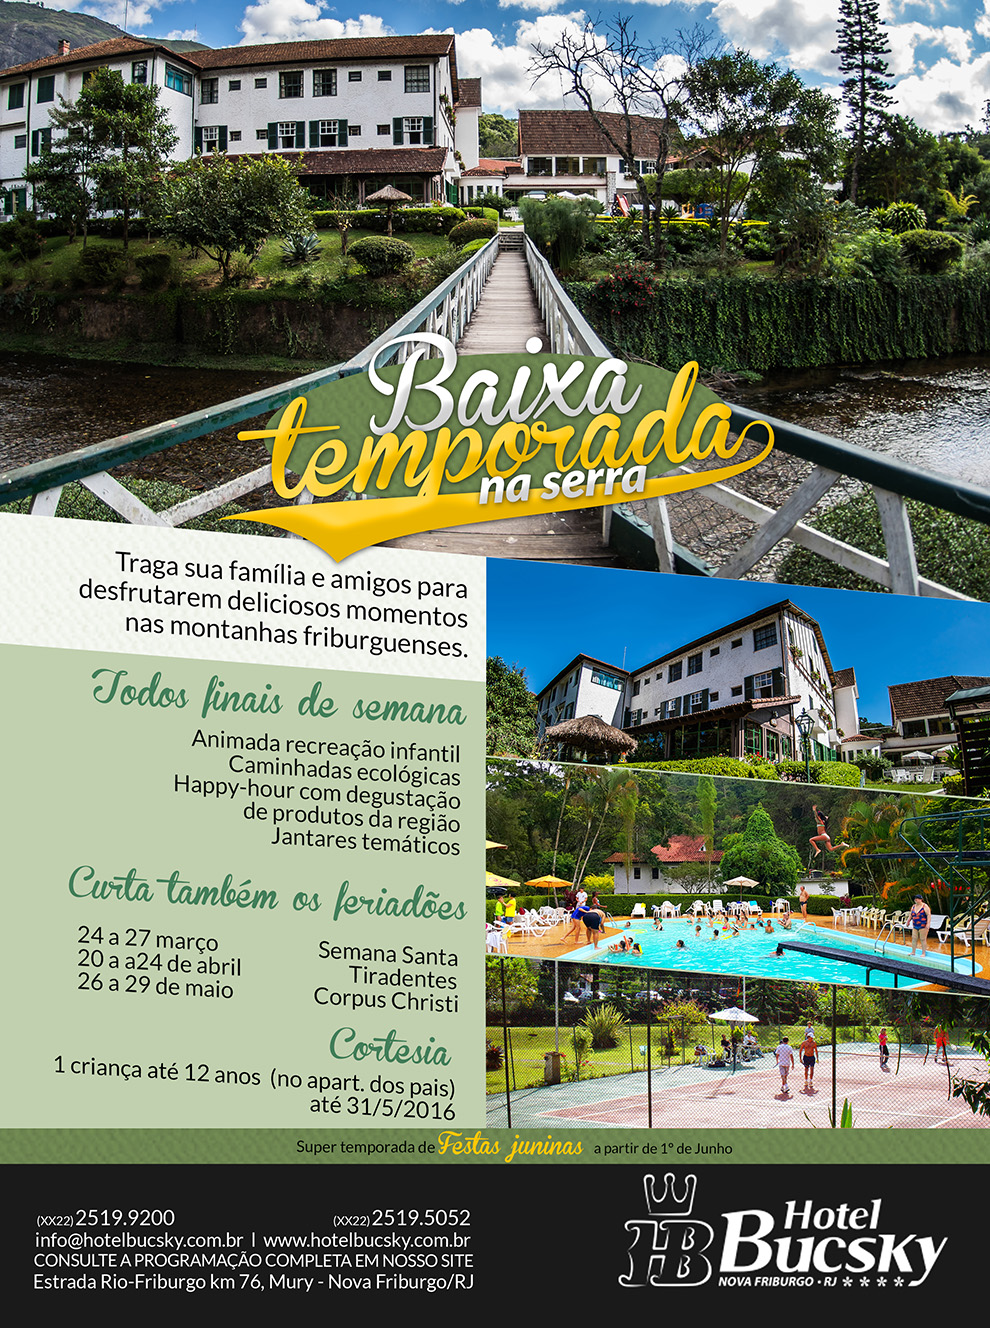 Baixa
temporada
na serra
Traga sua família e amigos para
desfrutarem deliciosos momentos
nas montanhas friburguenses.
Todos finais de semana
Animada recreação infantil
Caminhadas ecológicas
Happy-hour com degustação
de produtos da região
Jantares temáticos
Curta também os feriadões
24 a 27 março Semana Santa
20 a a24 de abril Tiradentes
26 a 29 de maio Corpus Christi
Cortesia
1 criança até 12 anos (no apart. dos pais)
até 31/5/2016
Super temporada de Festas juninas a partir de 1º de Junho
(XX22) 2519.9200 (XX22) 2519.5052
info@hotelbucsky.com.br | www.hotelbucsky.com.br
CONSULTE A PROGRAMAÇÃO COMPLETA EM NOSSO SITE
Estrada Rio-Friburgo km 76, Mury - Nova Friburgo/RJ
HB
Hotel
Bucsky
NOVA FRIBURGO • RJ ★★★★